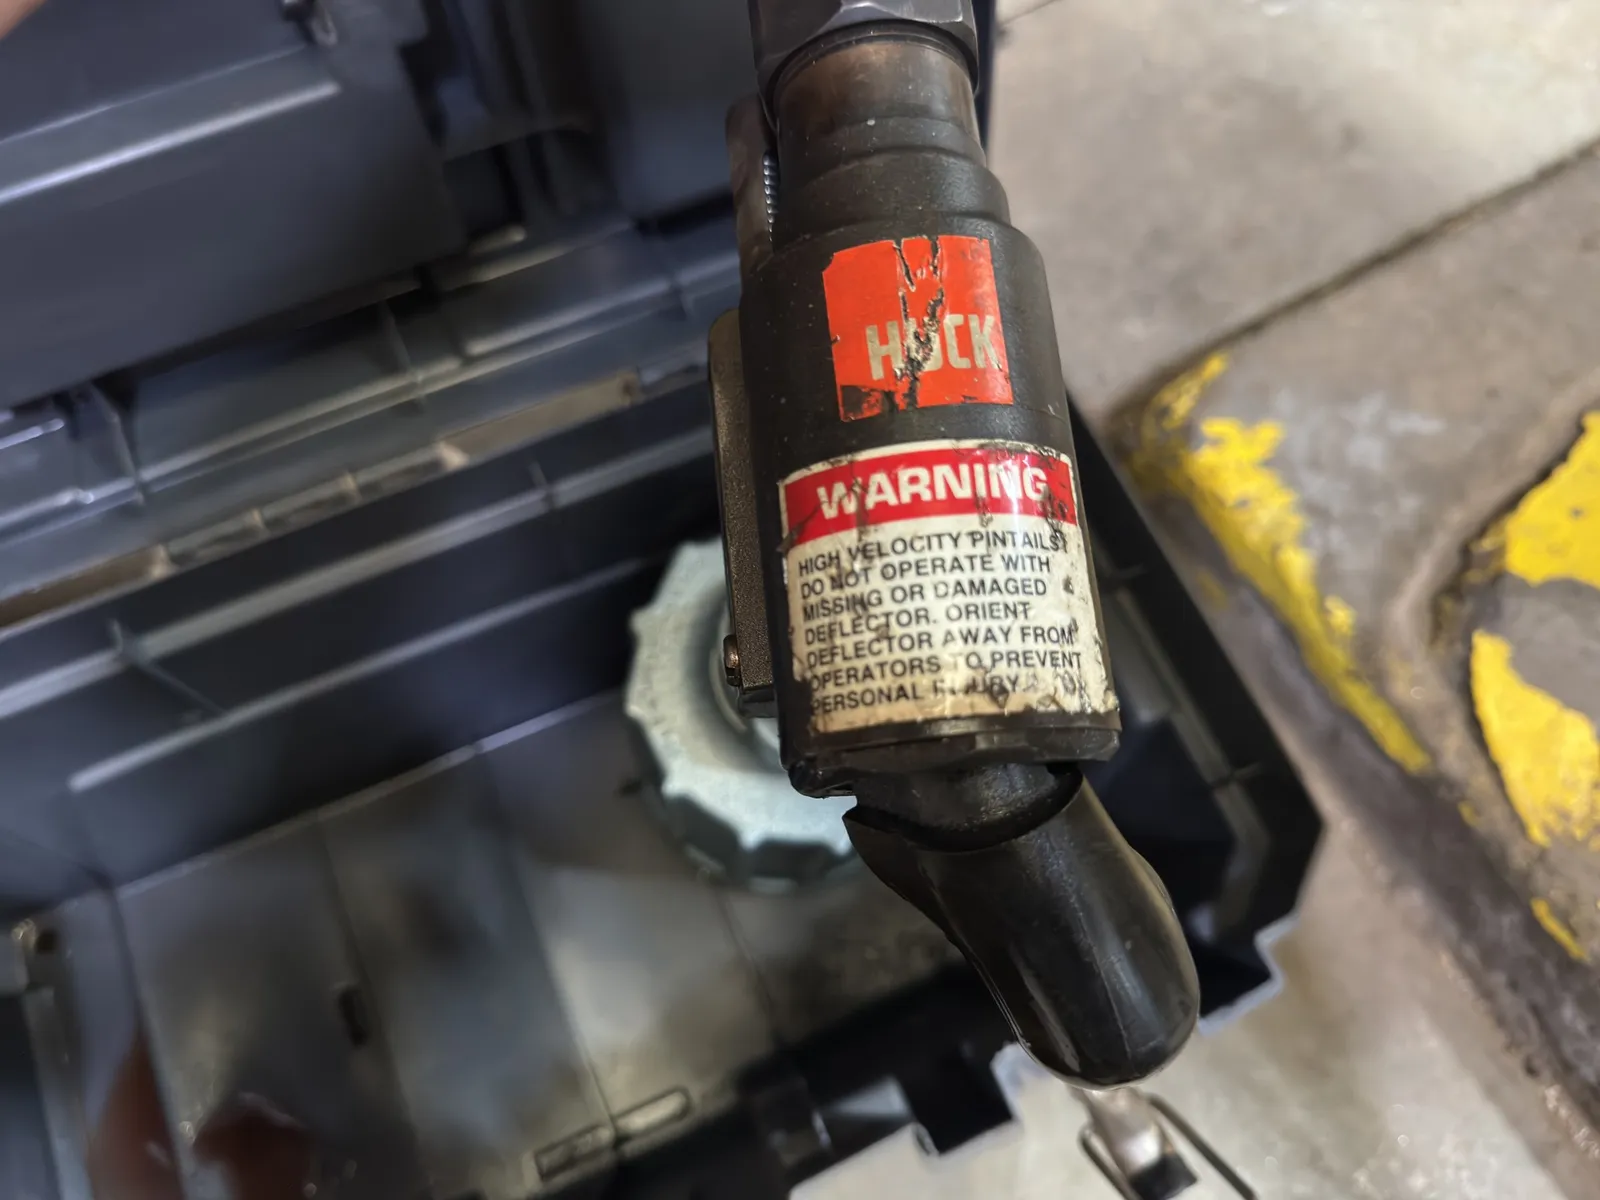 HUCK
WARNING
HIGH VELOCITY PINTAILS
DO NOT OPERATE WITH
MISSING OR DAMAGED
DEFLECTOR. ORIENT
DEFLECTOR AWAY FROM
OPERATORS TO PREVENT
PERSONAL INJURY